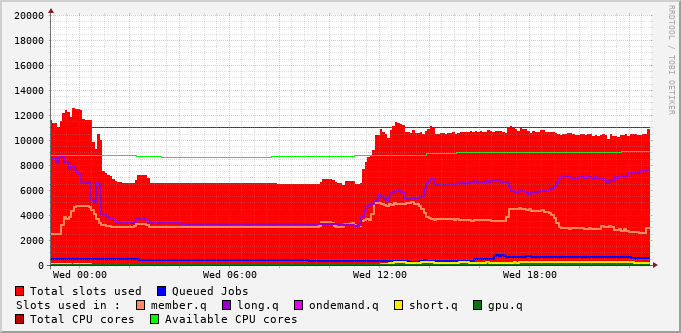 20000
18000
16000
14000
12000
10000
8000
6000
4000
2000
0
Wed 00:00 Wed 06:00 Wed 12:00 Wed 18:00
RRDTOOL / TOBI OETIKER
Total slots used Queued Jobs
Slots used in : member.q long.q ondemand.q short.q gpu.q
Total CPU cores Available CPU cores